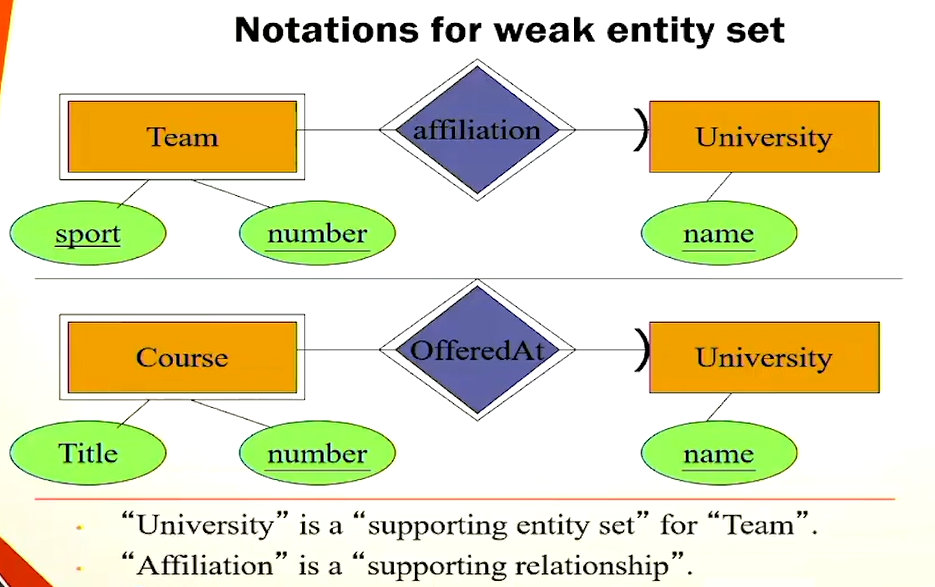 Notations for weak entity set
Team
affiliation
University
sport
number
name
Course
OfferedAt
University
Title
number
name
“University” is a “supporting entity set” for “Team”.
“Affiliation” is a “supporting relationship”.